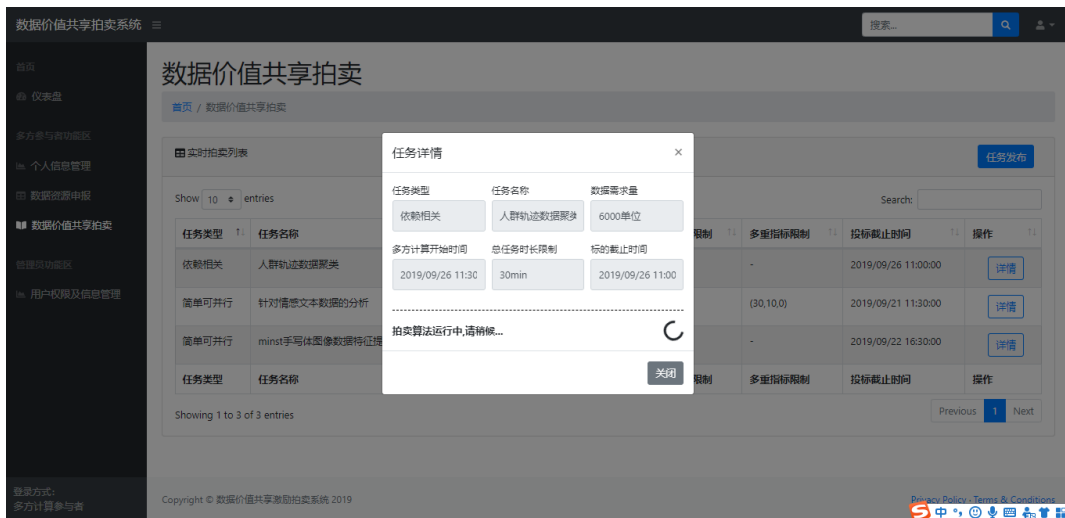 数据价值共享拍卖系统
搜索...
首页
仪表盘
多方参与者功能区
个人信息管理
数据资源申报
数据价值共享拍卖
管理员功能区
用户权限及信息管理
登录方式:
多方计算参与者
数据价值共享拍卖
首页 / 数据价值共享拍卖
实时拍卖列表
任务发布
Show 10 entries
Search:
任务类型 任务名称 限制 多重指标限制 投标截止时间 操作
依赖相关 人群轨迹数据聚类 - 2019/09/26 11:00:00 详情
简单可并行 针对情感文本数据的分析 (30,10,0) 2019/09/21 11:30:00 详情
简单可并行 minst手写体图像数据特征提 - 2019/09/22 16:30:00 详情
任务类型 任务名称 限制 多重指标限制 投标截止时间 操作
Showing 1 to 3 of 3 entries
Previous 1 Next
任务详情 ×
任务类型 任务名称 数据需求量
依赖相关 人群轨迹数据聚类 6000单位
多方计算开始时间 总任务时长限制 标的截止时间
2019/09/26 11:30 30min 2019/09/26 11:00
拍卖算法运行中,请稍候...
关闭
Copyright © 数据价值共享激励拍卖系统 2019
Privacy Policy · Terms & Conditions
中